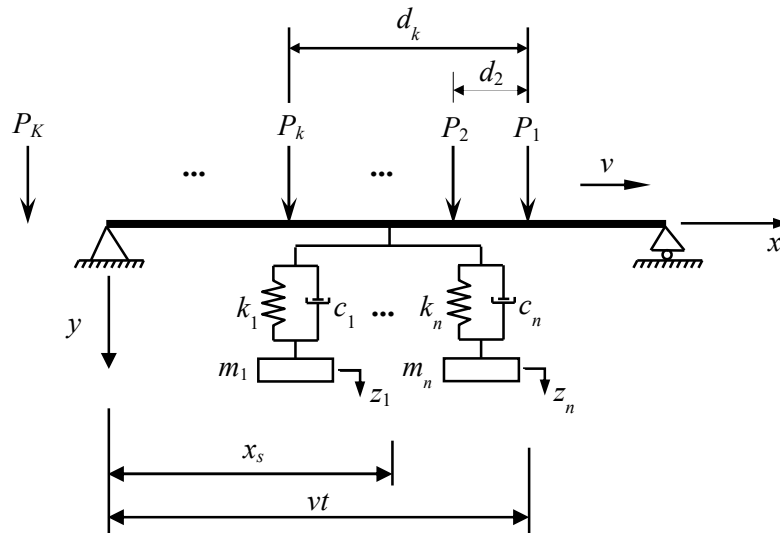 d_k
d_2
P_K P_k P_2 P_1
... ...
v
x
k_1 c_1 ... k_n c_n
y
m_1 m_n
z_1 z_n
x_s
vt